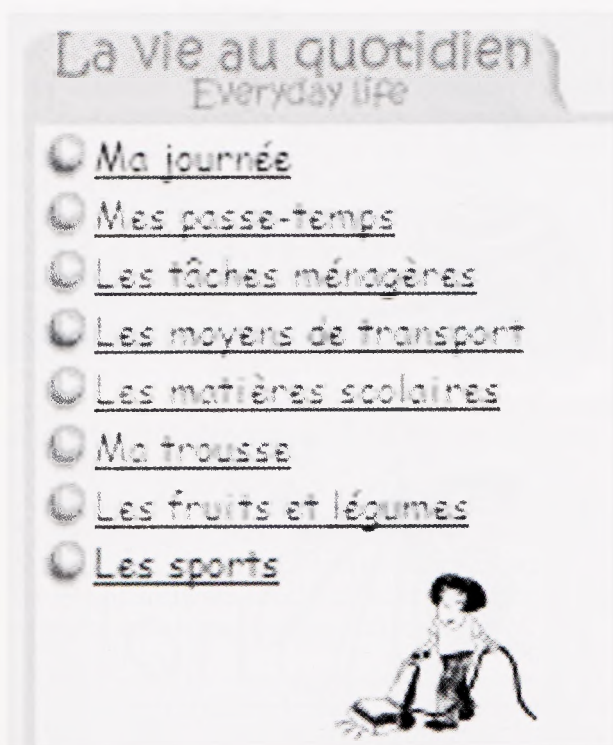 La vie au quotidien
Everyday life
Ma journée
Mes passe-temps
Les tâches ménagères
Les moyens de transport
Les matières scolaires
Ma trousse
Les fruits et légumes
Les sports